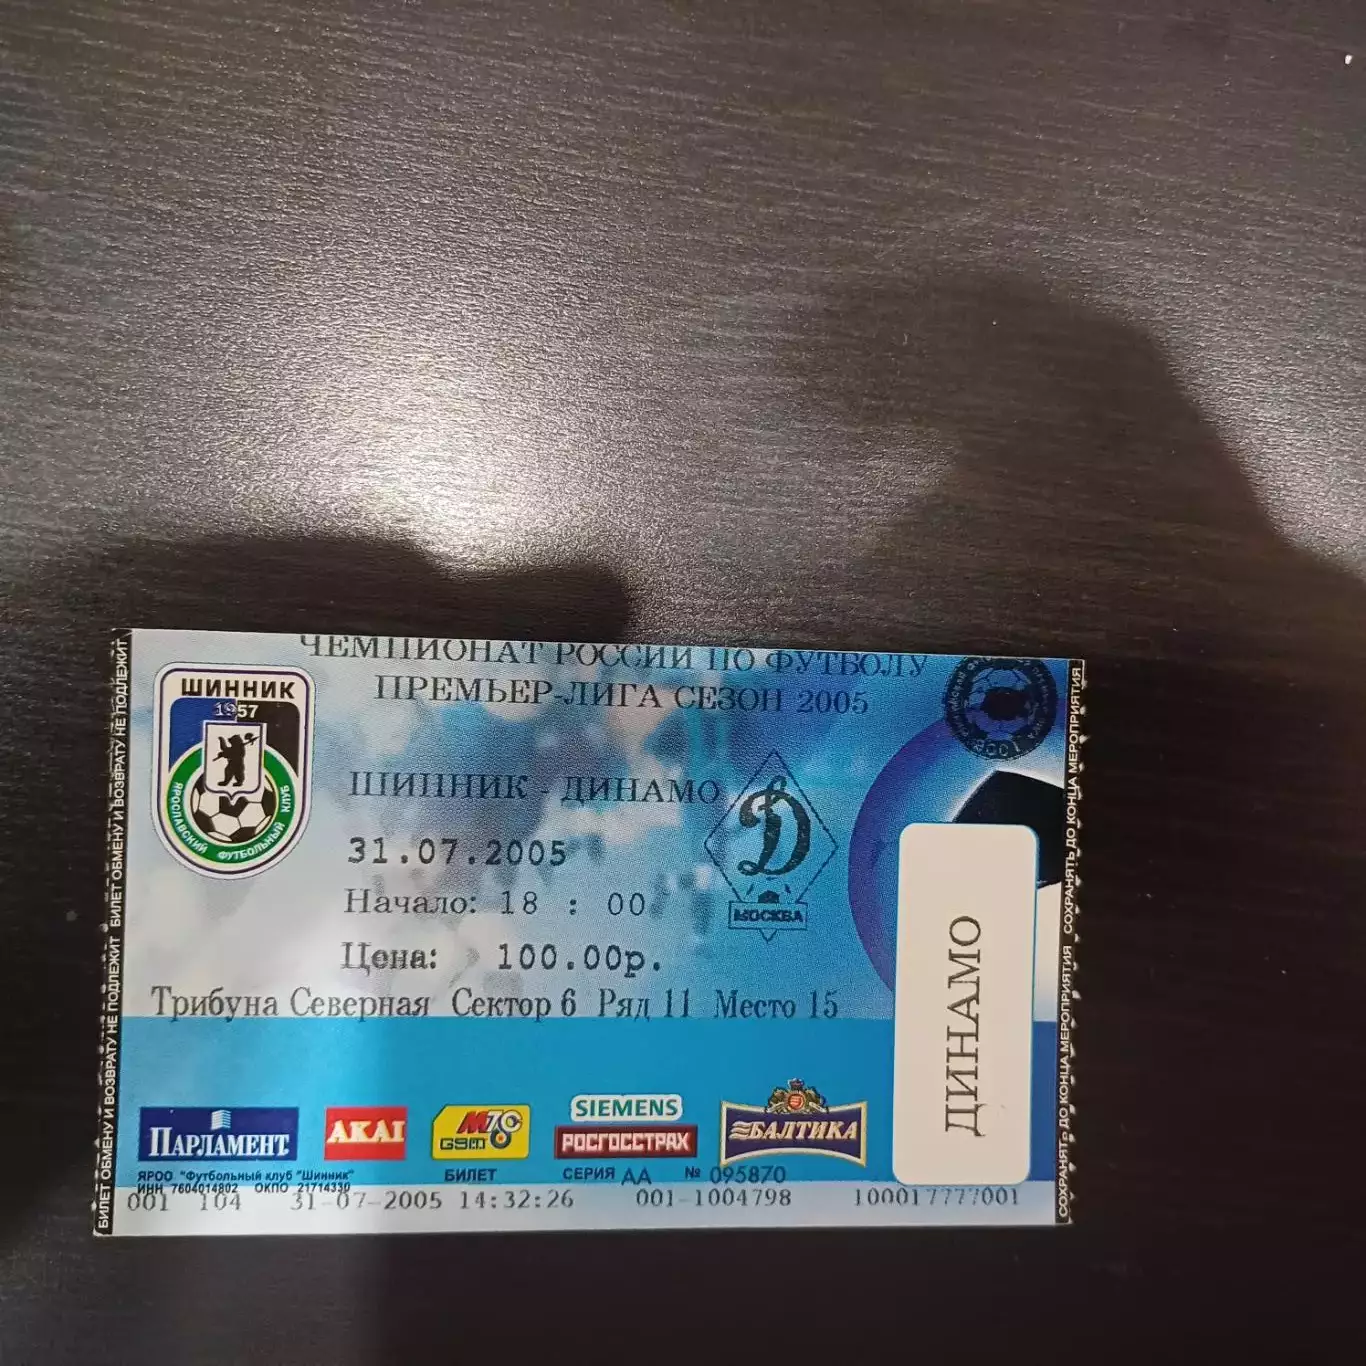 ЧЕМПИОНАТ РОССИИ ПО ФУТБОЛУ
ПРЕМЬЕР-ЛИГА СЕЗОН 2005
ШИННИК
1957
ЯРОСЛАВСКИЙ ФУТБОЛЬНЫЙ КЛУБ
ШИННИК - ДИНАМО
Д
МОСКВА
31.07.2005
Начало: 18 : 00
Цена: 100.00р.
Трибуна Северная Сектор 6 Ряд 11 Место 15
ДИНАМО
ПАРЛАМЕНТ
AKAI
МТС
GSM
SIEMENS
РОСГОССТРАХ
БАЛТИКА
ЯРОО "Футбольный клуб "Шинник"
ИНН 7604014802 ОКПО 21714330
БИЛЕТ СЕРИЯ АА № 095870
001 104 31-07-2005 14:32:26 001-1004798 100017777001
БИЛЕТ ОБМЕНУ И ВОЗВРАТУ НЕ ПОДЛЕЖИТ БИЛЕТ ОБМЕНУ И ВОЗВРАТУ НЕ ПОДЛЕЖИТ
СОХРАНЯТЬ ДО КОНЦА МЕРОПРИЯТИЯ СОХРАНЯТЬ ДО КОНЦА МЕРОПРИЯТИЯ